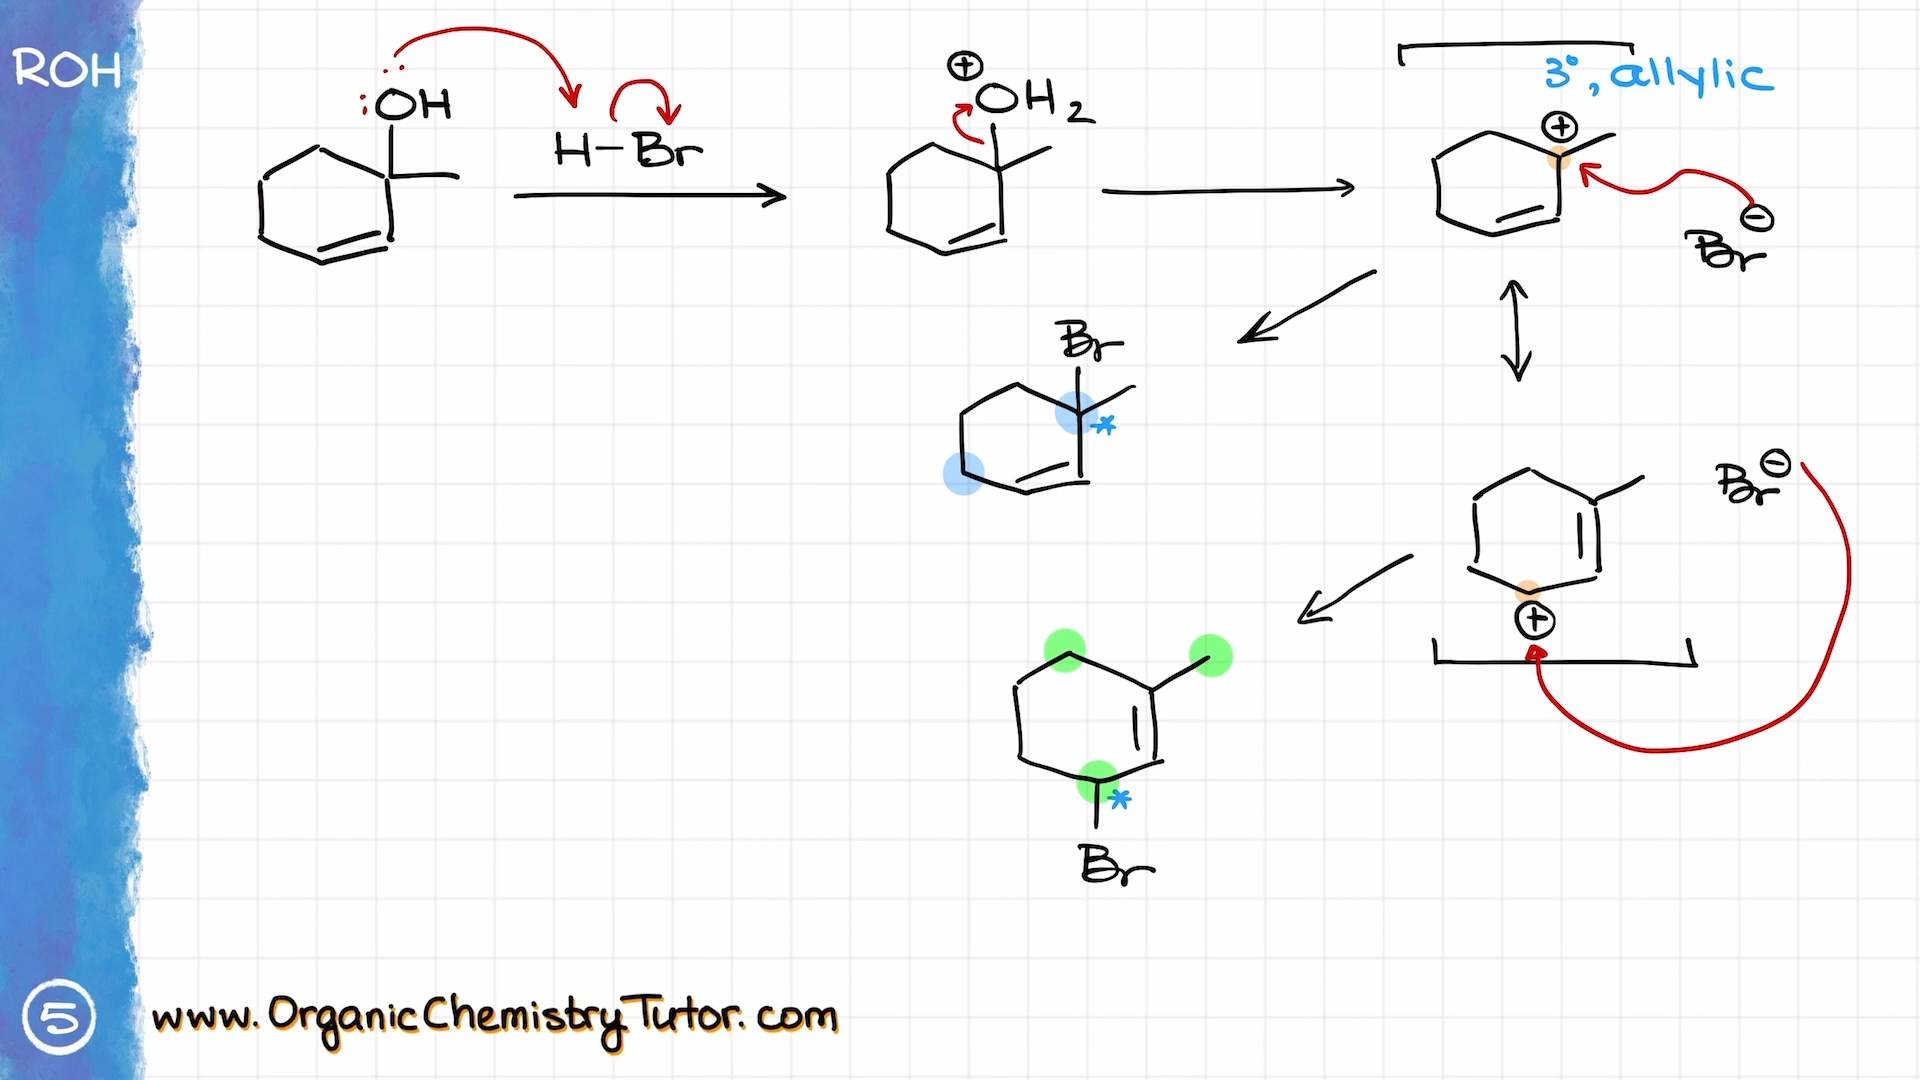 ROH
:OH
H-Br
⊕
OH2
3°, allylic
⊕
⊖
Br
Br
*
Br⊖
⊕
*
Br
5
www.OrganicChemistryTutor.com